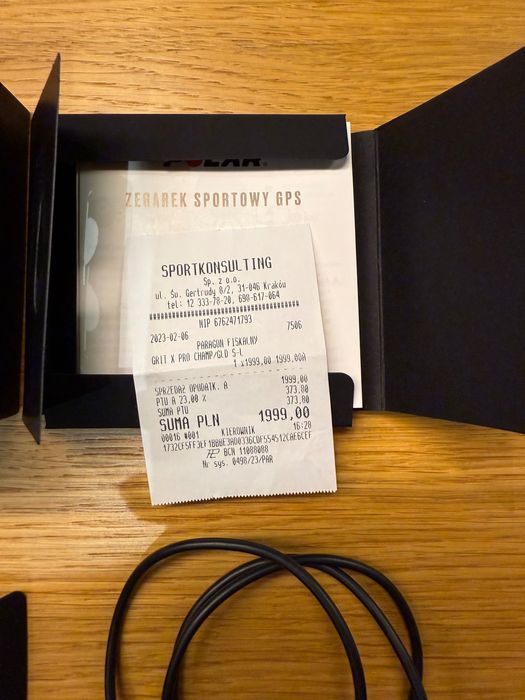 POLAR
ZEGAREK SPORTOWY GPS
SPORTKONSULTING
Sp. z o.o.
ul. Św. Gertrudy 8/2, 31-046 Kraków
tel: 12 333-78-20, 698-617-064
NIP 6762471793
2023-02-06 7506
PARAGON FISKALNY
GRIT X PRO CHAMP/GLD S-L
1 x1999,00 1999,00A
SPRZEDAŻ OPODATK. A 1999,00
PTU A 23,00 % 373,80
SUMA PTU 373,80
SUMA PLN 1999,00
00016 #001 KIEROWNIK 16:28
BCN 11088088
Nr sys. 0498/23/PAR